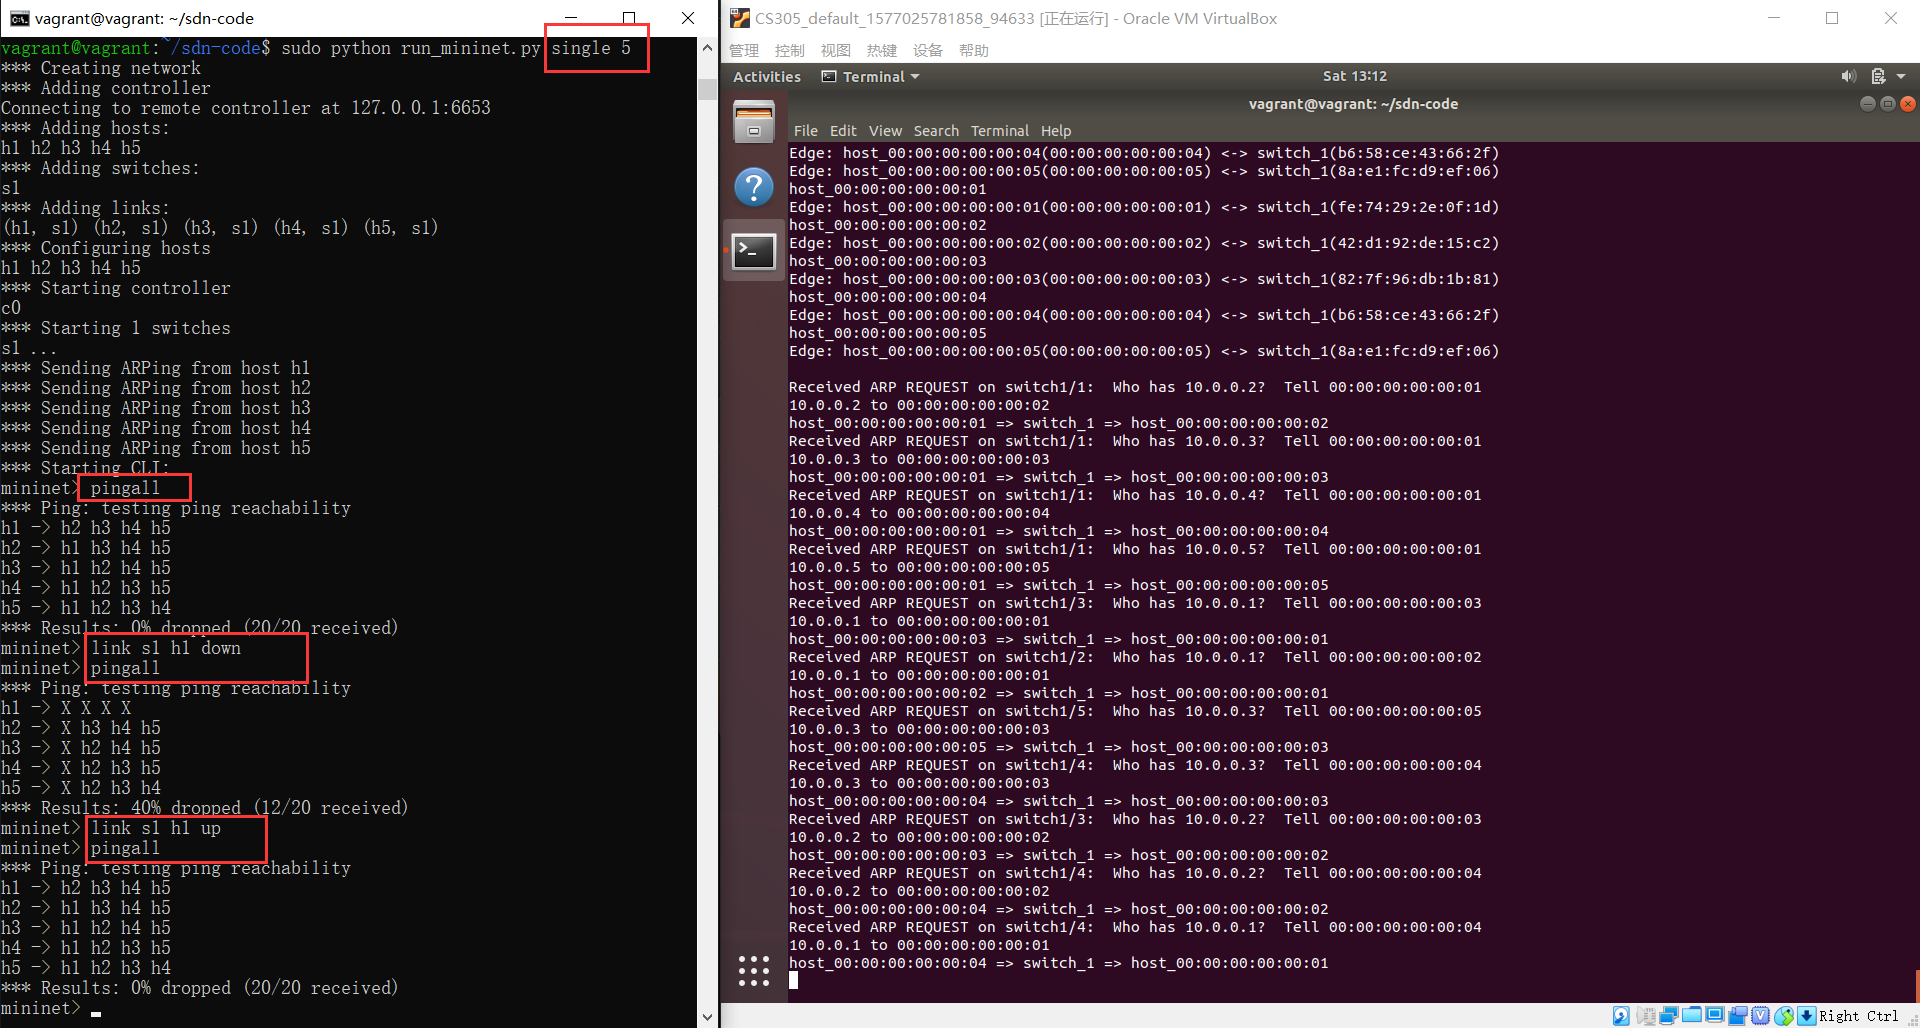 vagrant@vagrant: ~/sdn-code
vagrant@vagrant:~/sdn-code$ sudo python run_mininet.py single 5
*** Creating network
*** Adding controller
Connecting to remote controller at 127.0.0.1:6653
*** Adding hosts:
h1 h2 h3 h4 h5
*** Adding switches:
s1
*** Adding links:
(h1, s1) (h2, s1) (h3, s1) (h4, s1) (h5, s1)
*** Configuring hosts
h1 h2 h3 h4 h5
*** Starting controller
c0
*** Starting 1 switches
s1 ...
*** Sending ARPing from host h1
*** Sending ARPing from host h2
*** Sending ARPing from host h3
*** Sending ARPing from host h4
*** Sending ARPing from host h5
*** Starting CLI:
mininet> pingall
*** Ping: testing ping reachability
h1 -> h2 h3 h4 h5
h2 -> h1 h3 h4 h5
h3 -> h1 h2 h4 h5
h4 -> h1 h2 h3 h5
h5 -> h1 h2 h3 h4
*** Results: 0% dropped (20/20 received)
mininet> link s1 h1 down
mininet> pingall
*** Ping: testing ping reachability
h1 -> X X X X
h2 -> X h3 h4 h5
h3 -> X h2 h4 h5
h4 -> X h2 h3 h5
h5 -> X h2 h3 h4
*** Results: 40% dropped (12/20 received)
mininet> link s1 h1 up
mininet> pingall
*** Ping: testing ping reachability
h1 -> h2 h3 h4 h5
h2 -> h1 h3 h4 h5
h3 -> h1 h2 h4 h5
h4 -> h1 h2 h3 h5
h5 -> h1 h2 h3 h4
*** Results: 0% dropped (20/20 received)
mininet>
CS305_default_1577025781858_94633 [正在运行] - Oracle VM VirtualBox
管理 控制 视图 热键 设备 帮助
Activities Terminal Sat 13:12
vagrant@vagrant: ~/sdn-code
File Edit View Search Terminal Help
Edge: host_00:00:00:00:00:04(00:00:00:00:00:04) <-> switch_1(b6:58:ce:43:66:2f)
Edge: host_00:00:00:00:00:05(00:00:00:00:00:05) <-> switch_1(8a:e1:fc:d9:ef:06)
host_00:00:00:00:00:01
Edge: host_00:00:00:00:00:01(00:00:00:00:00:01) <-> switch_1(fe:74:29:2e:0f:1d)
host_00:00:00:00:00:02
Edge: host_00:00:00:00:00:02(00:00:00:00:00:02) <-> switch_1(42:d1:92:de:15:c2)
host_00:00:00:00:00:03
Edge: host_00:00:00:00:00:03(00:00:00:00:00:03) <-> switch_1(82:7f:96:db:1b:81)
host_00:00:00:00:00:04
Edge: host_00:00:00:00:00:04(00:00:00:00:00:04) <-> switch_1(b6:58:ce:43:66:2f)
host_00:00:00:00:00:05
Edge: host_00:00:00:00:00:05(00:00:00:00:00:05) <-> switch_1(8a:e1:fc:d9:ef:06)
Received ARP REQUEST on switch1/1:  Who has 10.0.0.2?  Tell 00:00:00:00:00:01
10.0.0.2 to 00:00:00:00:00:02
host_00:00:00:00:00:01 => switch_1 => host_00:00:00:00:00:02
Received ARP REQUEST on switch1/1:  Who has 10.0.0.3?  Tell 00:00:00:00:00:01
10.0.0.3 to 00:00:00:00:00:03
host_00:00:00:00:00:01 => switch_1 => host_00:00:00:00:00:03
Received ARP REQUEST on switch1/1:  Who has 10.0.0.4?  Tell 00:00:00:00:00:01
10.0.0.4 to 00:00:00:00:00:04
host_00:00:00:00:00:01 => switch_1 => host_00:00:00:00:00:04
Received ARP REQUEST on switch1/1:  Who has 10.0.0.5?  Tell 00:00:00:00:00:01
10.0.0.5 to 00:00:00:00:00:05
host_00:00:00:00:00:01 => switch_1 => host_00:00:00:00:00:05
Received ARP REQUEST on switch1/3:  Who has 10.0.0.1?  Tell 00:00:00:00:00:03
10.0.0.1 to 00:00:00:00:00:01
host_00:00:00:00:00:03 => switch_1 => host_00:00:00:00:00:01
Received ARP REQUEST on switch1/2:  Who has 10.0.0.1?  Tell 00:00:00:00:00:02
10.0.0.1 to 00:00:00:00:00:01
host_00:00:00:00:00:02 => switch_1 => host_00:00:00:00:00:01
Received ARP REQUEST on switch1/5:  Who has 10.0.0.3?  Tell 00:00:00:00:00:05
10.0.0.3 to 00:00:00:00:00:03
host_00:00:00:00:00:05 => switch_1 => host_00:00:00:00:00:03
Received ARP REQUEST on switch1/4:  Who has 10.0.0.3?  Tell 00:00:00:00:00:04
10.0.0.3 to 00:00:00:00:00:03
host_00:00:00:00:00:04 => switch_1 => host_00:00:00:00:00:03
Received ARP REQUEST on switch1/3:  Who has 10.0.0.2?  Tell 00:00:00:00:00:03
10.0.0.2 to 00:00:00:00:00:02
host_00:00:00:00:00:03 => switch_1 => host_00:00:00:00:00:02
Received ARP REQUEST on switch1/4:  Who has 10.0.0.2?  Tell 00:00:00:00:00:04
10.0.0.2 to 00:00:00:00:00:02
host_00:00:00:00:00:04 => switch_1 => host_00:00:00:00:00:02
Received ARP REQUEST on switch1/4:  Who has 10.0.0.1?  Tell 00:00:00:00:00:04
10.0.0.1 to 00:00:00:00:00:01
host_00:00:00:00:00:04 => switch_1 => host_00:00:00:00:00:01
Right Ctrl